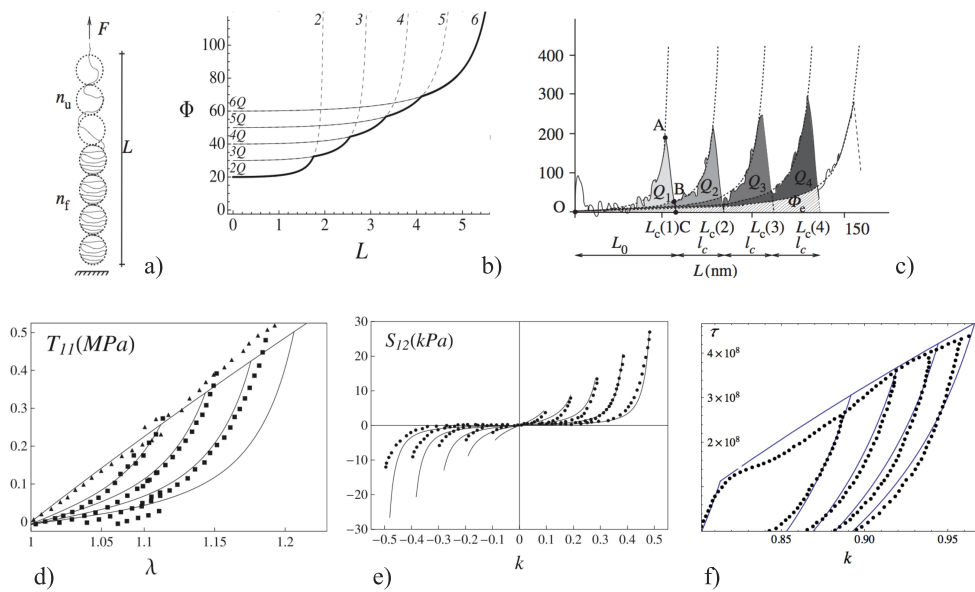 F
n_u
L
n_f
a)
2 3 4 5 6
120
100
80
60
40
20
0
Φ
6Q
5Q
4Q
3Q
2Q
0 1 2 3 4 5
L
b)
400
300
200
100
0
A
B
Q_1 Q_2 Q_3 Q_4
Φ_e
L_c(1)C L_c(2) L_c(3) L_c(4) 150
L_0 l_c l_c l_c
L(nm)
c)
T_11(MPa)
0.5
0.4
0.3
0.2
0.1
0
1 1.05 1.1 1.15 1.2
λ
d)
S_12(kPa)
30
20
10
0
−10
−20
−30
−0.5 −0.4 −0.3 −0.2 −0.1 0 0.1 0.2 0.3 0.4 0.5
k
e)
τ
4×10^8
3×10^8
2×10^8
0.85 0.90 0.95
k
f)